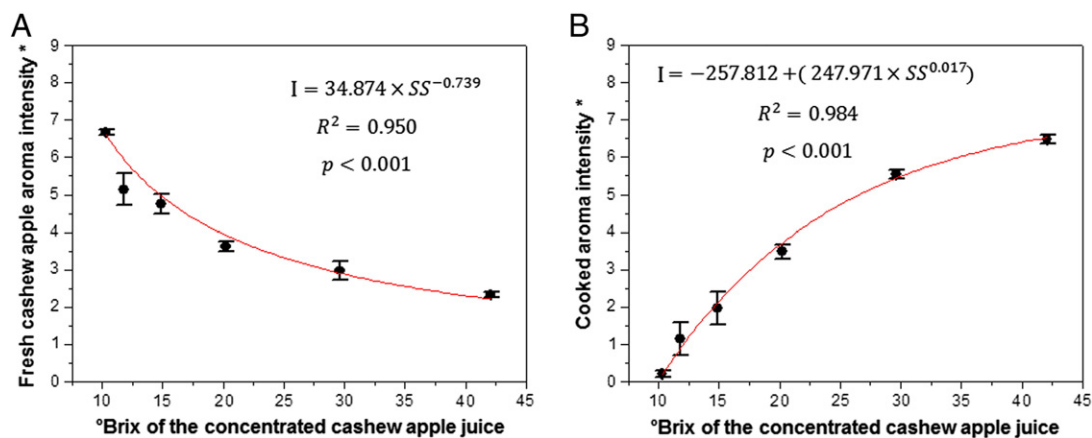 A
Fresh cashew apple aroma intensity *
9
8
7
6
5
4
3
2
1
0
I = 34.874 × SS^−0.739
R² = 0.950
p < 0.001
10 15 20 25 30 35 40 45
°Brix of the concentrated cashew apple juice
B
Cooked aroma intensity *
9
8
7
6
5
4
3
2
1
0
I = −257.812 + ( 247.971 × SS^0.017)
R² = 0.984
p < 0.001
10 15 20 25 30 35 40 45
°Brix of the concentrated cashew apple juice